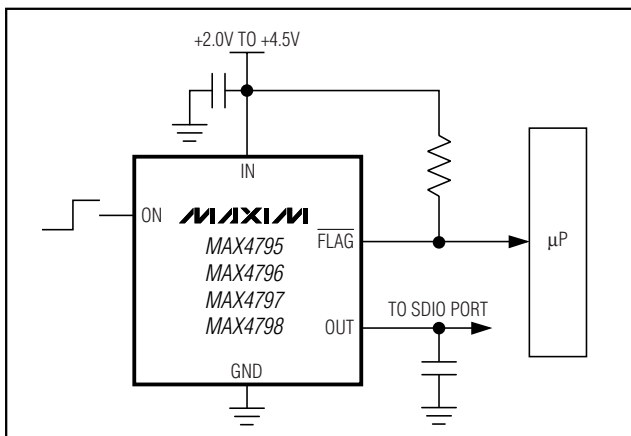 +2.0V TO +4.5V
IN
ON
MAXIM
MAX4795
MAX4796
MAX4797
MAX4798
FLAG
µP
TO SDIO PORT
OUT
GND